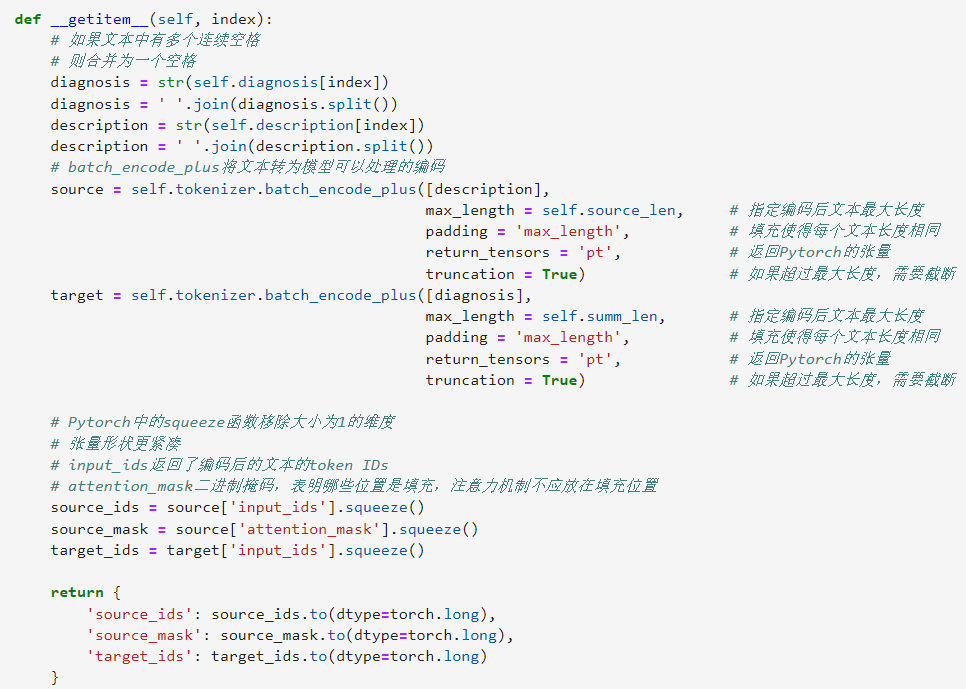 def __getitem__(self, index):
    # 如果文本中有多个连续空格
    # 则合并为一个空格
    diagnosis = str(self.diagnosis[index])
    diagnosis = ' '.join(diagnosis.split())
    description = str(self.description[index])
    description = ' '.join(description.split())
    # batch_encode_plus将文本转为模型可以处理的编码
    source = self.tokenizer.batch_encode_plus([description],
                                              max_length = self.source_len,     # 指定编码后文本最大长度
                                              padding = 'max_length',           # 填充使得每个文本长度相同
                                              return_tensors = 'pt',            # 返回Pytorch的张量
                                              truncation = True)                # 如果超过最大长度，需要截断
    target = self.tokenizer.batch_encode_plus([diagnosis],
                                              max_length = self.summ_len,       # 指定编码后文本最大长度
                                              padding = 'max_length',           # 填充使得每个文本长度相同
                                              return_tensors = 'pt',            # 返回Pytorch的张量
                                              truncation = True)                # 如果超过最大长度，需要截断
    # Pytorch中的squeeze函数移除大小为1的维度
    # 张量形状更紧凑
    # input_ids返回了编码后的文本的token IDs
    # attention_mask二进制掩码，表明哪些位置是填充，注意力机制不应放在填充位置
    source_ids = source['input_ids'].squeeze()
    source_mask = source['attention_mask'].squeeze()
    target_ids = target['input_ids'].squeeze()
    return {
        'source_ids': source_ids.to(dtype=torch.long),
        'source_mask': source_mask.to(dtype=torch.long),
        'target_ids': target_ids.to(dtype=torch.long)
    }